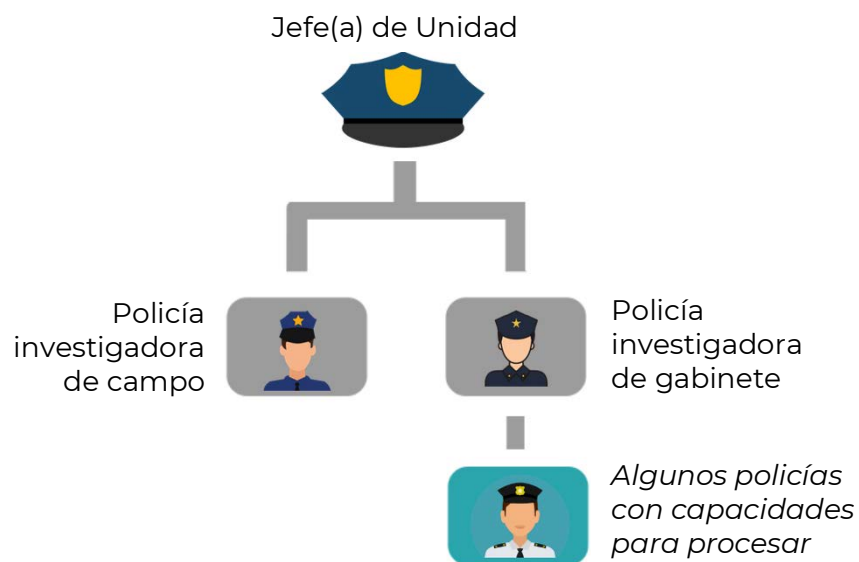 Jefe(a) de Unidad
Policía
investigadora
de campo
Policía
investigadora
de gabinete
Algunos policías
con capacidades
para procesar